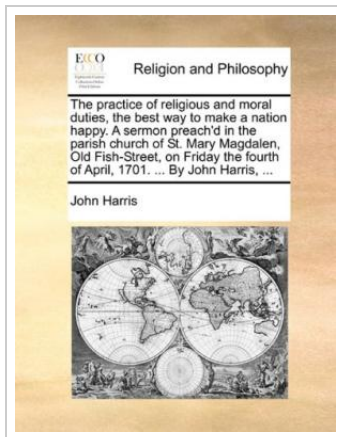 ECCO
Religion and Philosophy
The practice of religious and moral
duties, the best way to make a nation
happy. A sermon preach'd in the
parish church of St. Mary Magdalen,
Old Fish-Street, on Friday the fourth
of April, 1701. ... By John Harris, ...
John Harris